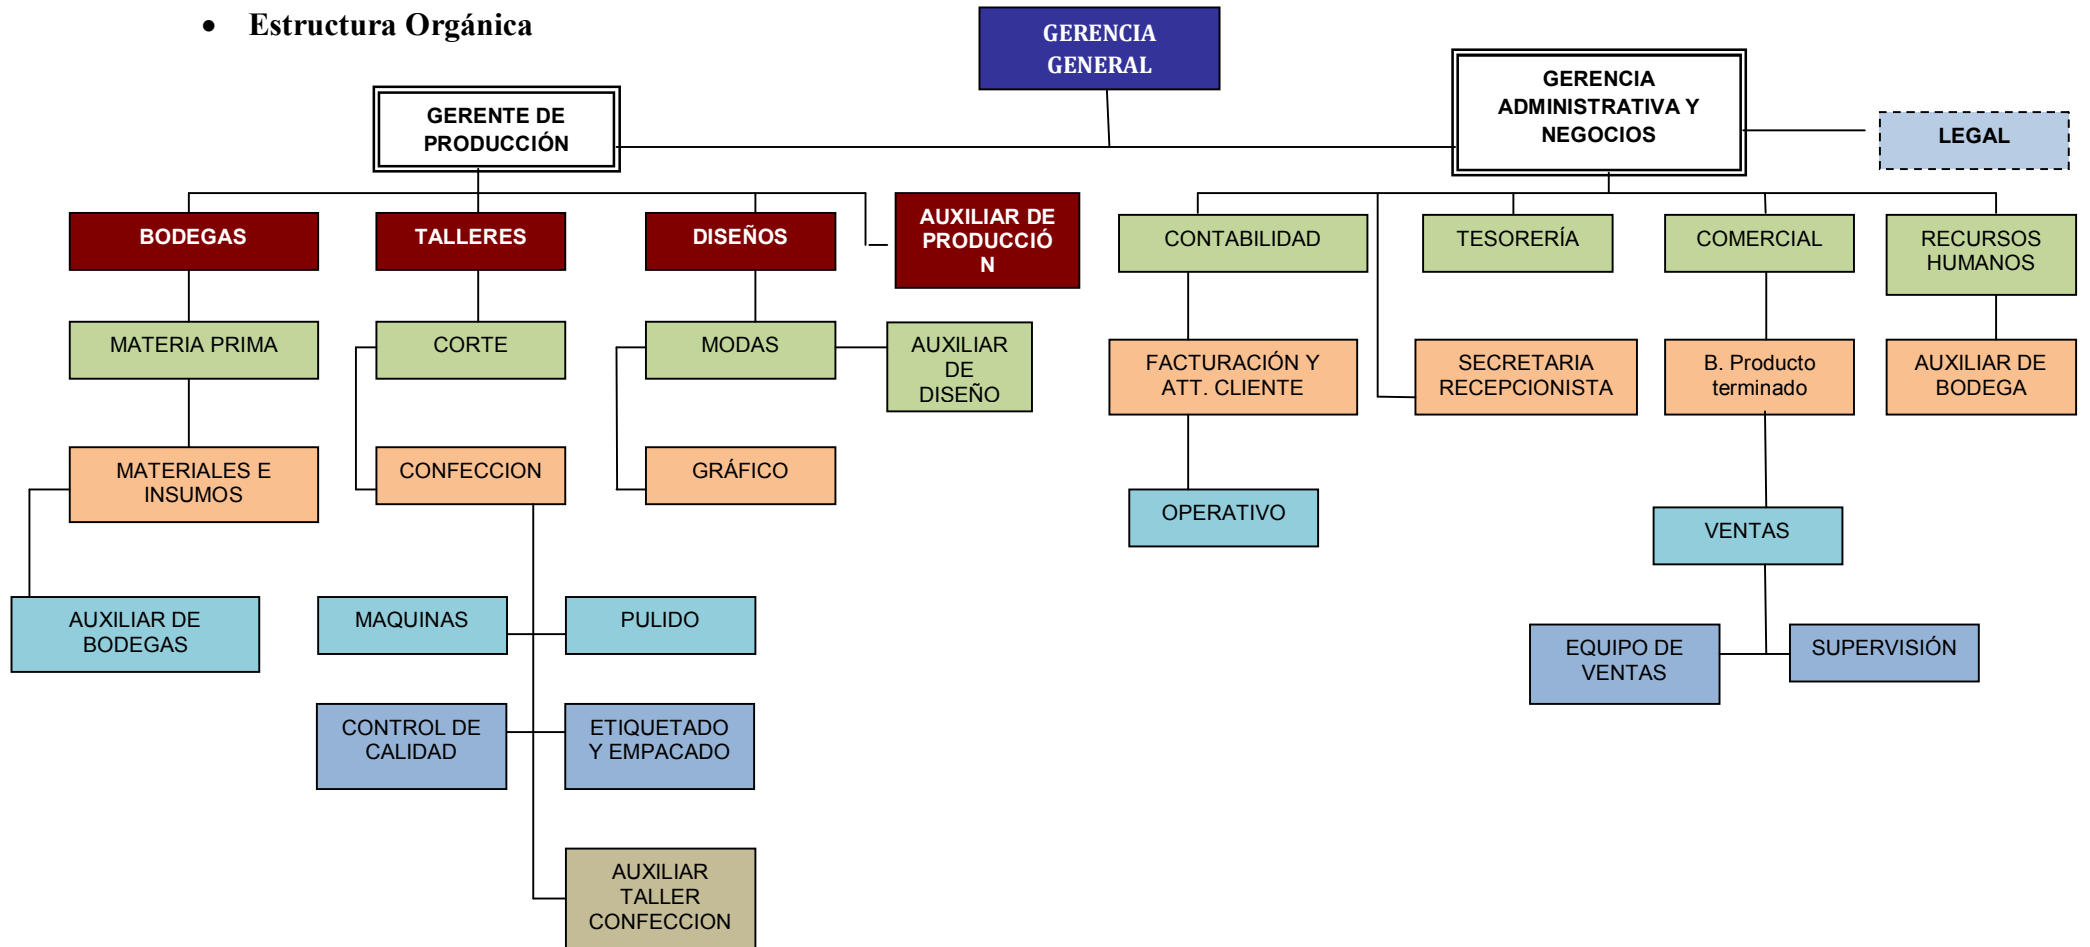 • Estructura Orgánica
GERENCIA
GENERAL
GERENTE DE
PRODUCCIÓN
GERENCIA
ADMINISTRATIVA Y
NEGOCIOS
LEGAL
BODEGAS
TALLERES
DISEÑOS
AUXILIAR DE
PRODUCCIÓ
N
CONTABILIDAD
TESORERÍA
COMERCIAL
RECURSOS
HUMANOS
MATERIA PRIMA
CORTE
MODAS
AUXILIAR
DE
DISEÑO
FACTURACIÓN Y
ATT. CLIENTE
SECRETARIA
RECEPCIONISTA
B. Producto
terminado
AUXILIAR DE
BODEGA
MATERIALES E
INSUMOS
CONFECCION
GRÁFICO
OPERATIVO
VENTAS
AUXILIAR DE
BODEGAS
MAQUINAS
PULIDO
EQUIPO DE
VENTAS
SUPERVISIÓN
CONTROL DE
CALIDAD
ETIQUETADO
Y EMPACADO
AUXILIAR
TALLER
CONFECCION